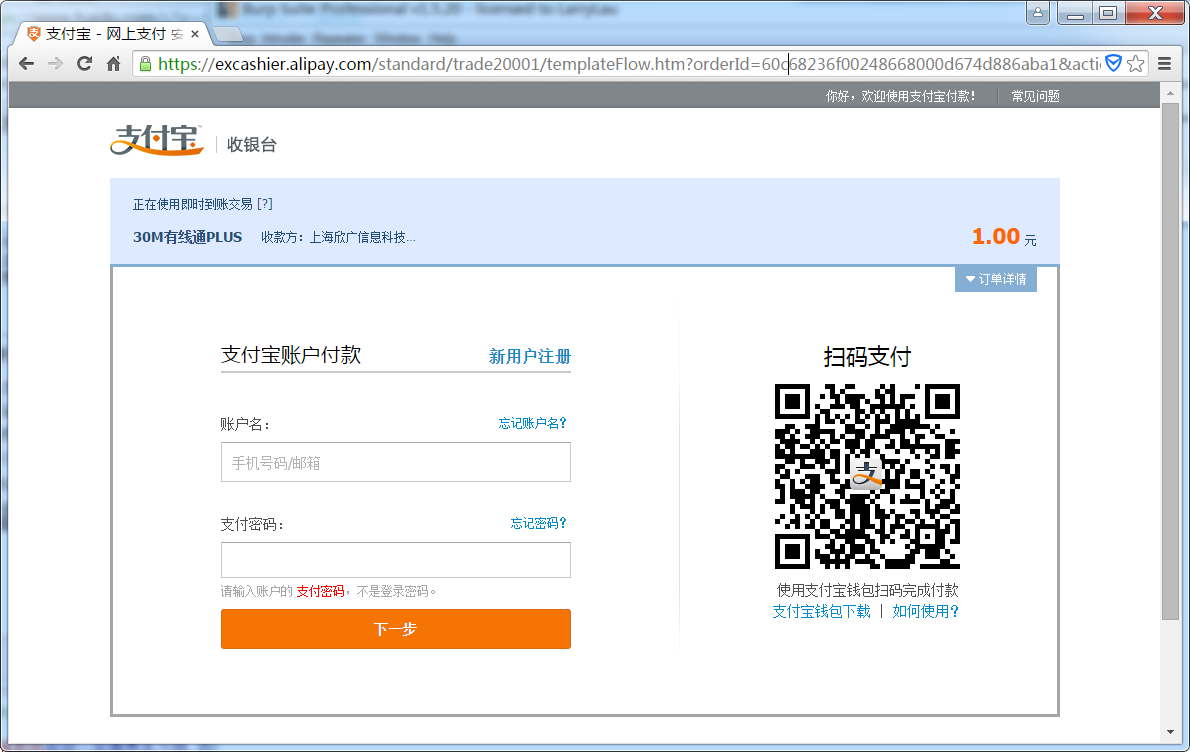 Burp Suite Professional v1.5.20 - licensed to LarryLau
Burp Intruder Repeater Window Help
支付宝 - 网上支付 安
https://excashier.alipay.com/standard/trade20001/templateFlow.htm?orderId=60c68236f00248668000d674d886aba1&actio
你好，欢迎使用支付宝付款！ 常见问题
支付宝 收银台
正在使用即时到账交易 [?]
30M有线通PLUS 收款方：上海欣广信息科技... 1.00 元
订单详情
支付宝账户付款 新用户注册
账户名： 忘记账户名？
手机号码/邮箱
支付密码： 忘记密码？
请输入账户的 支付密码，不是登录密码。
下一步
扫码支付
支
使用支付宝钱包扫码完成付款
支付宝钱包下载 | 如何使用？